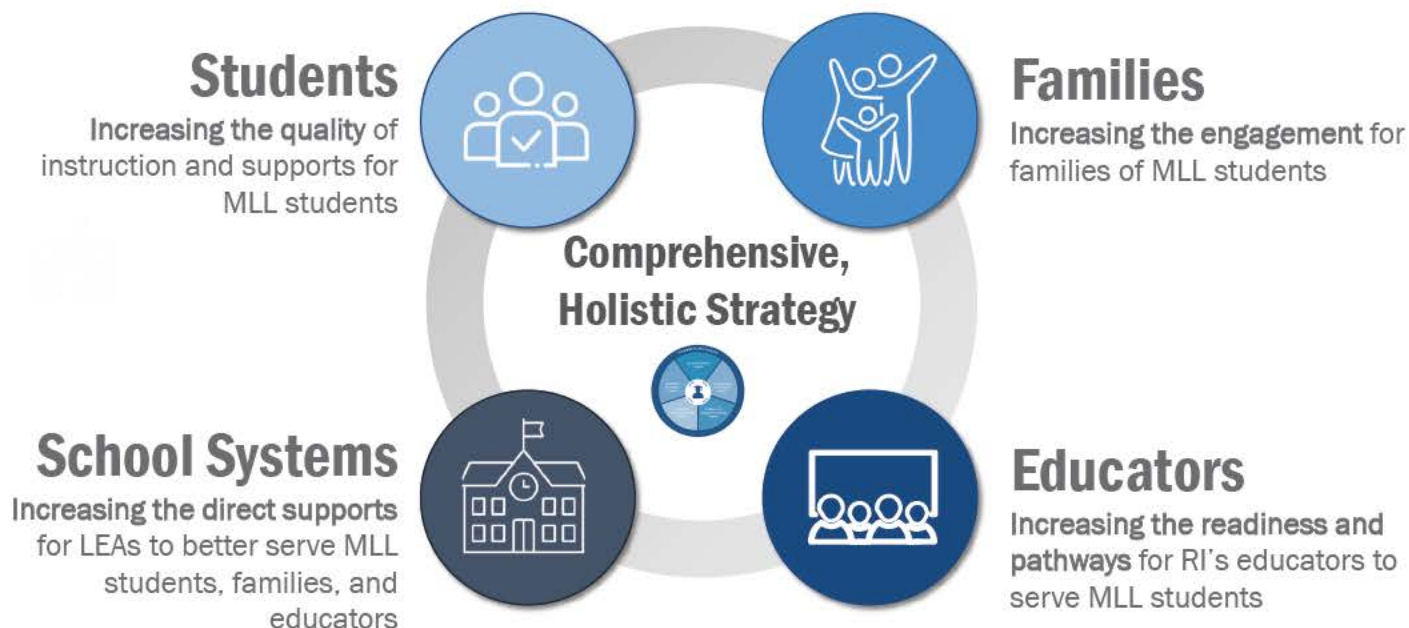 Students
Increasing the quality of
instruction and supports for
MLL students
Families
Increasing the engagement for
families of MLL students
Comprehensive,
Holistic Strategy
School Systems
Increasing the direct supports
for LEAs to better serve MLL
students, families, and
educators
Educators
Increasing the readiness and
pathways for RI's educators to
serve MLL students